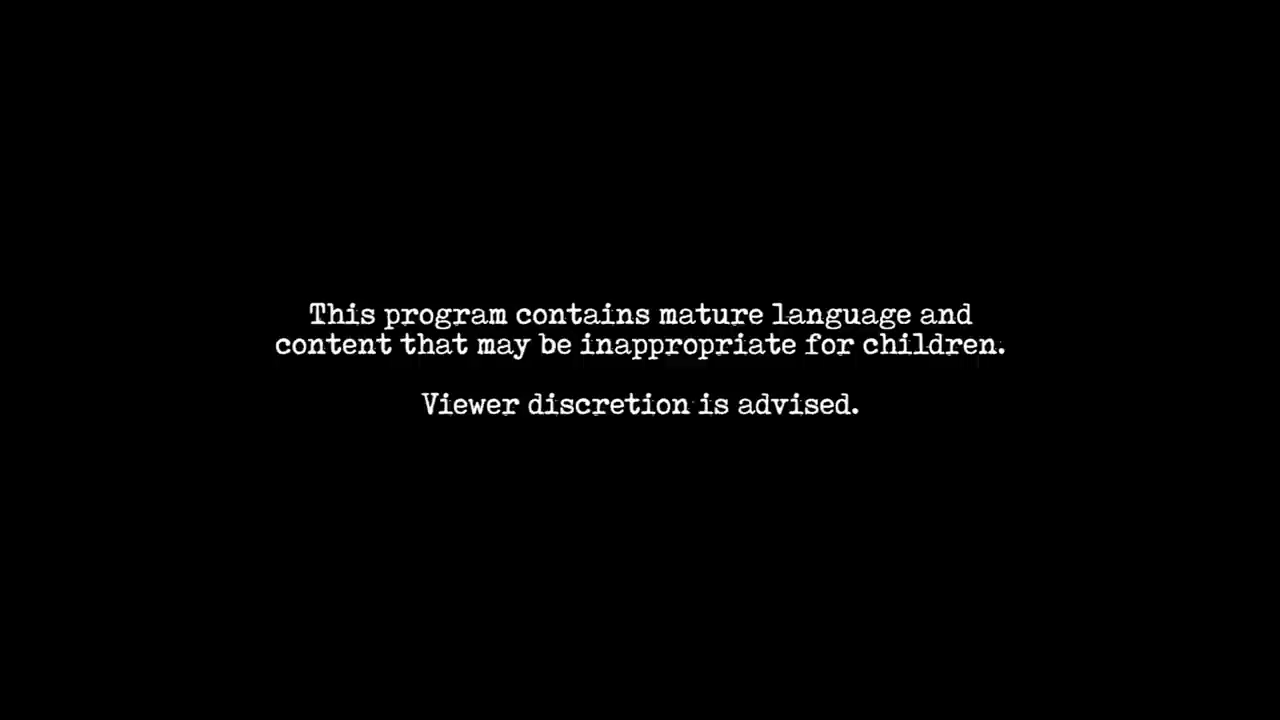 This program contains mature language and
content that may be inappropriate for children.
Viewer discretion is advised.